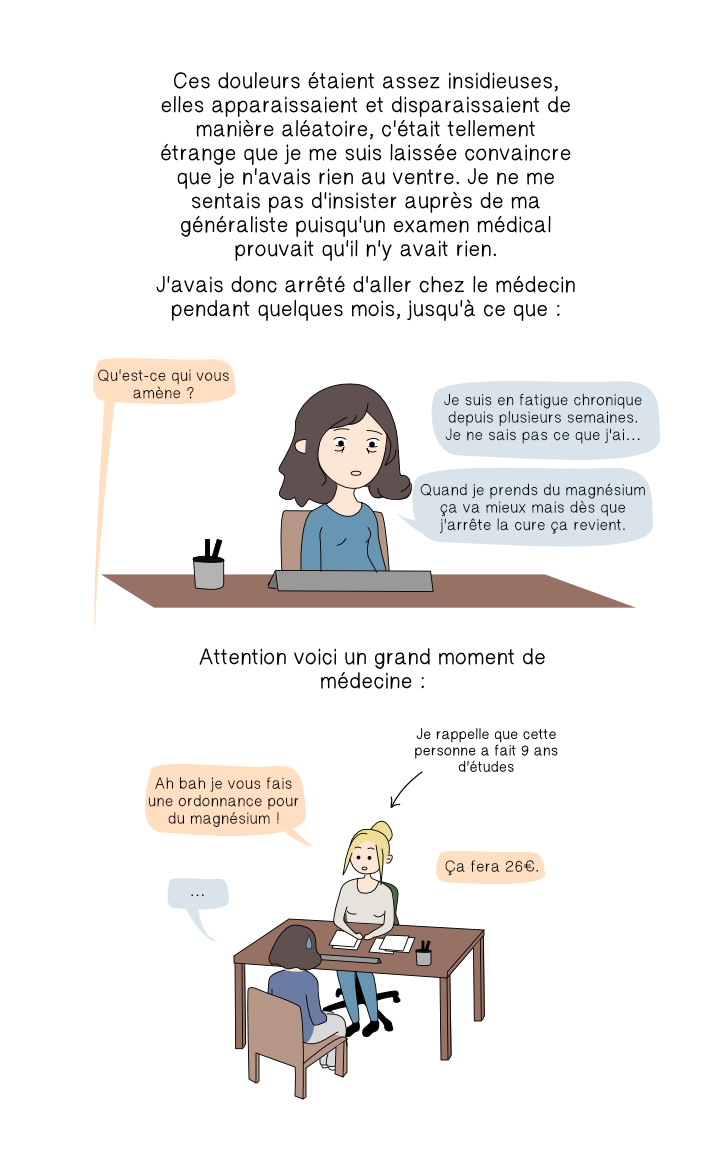 Ces douleurs étaient assez insidieuses,
elles apparaissaient et disparaissaient de
manière aléatoire, c'était tellement
étrange que je me suis laissée convaincre
que je n'avais rien au ventre. Je ne me
sentais pas d'insister auprès de ma
généraliste puisqu'un examen médical
prouvait qu'il n'y avait rien.
J'avais donc arrêté d'aller chez le médecin
pendant quelques mois, jusqu'à ce que :
Qu'est-ce qui vous
amène ?
Je suis en fatigue chronique
depuis plusieurs semaines.
Je ne sais pas ce que j'ai...
Quand je prends du magnésium
ça va mieux mais dès que
j'arrête la cure ça revient.
Attention voici un grand moment de
médecine :
Je rappelle que cette
personne a fait 9 ans
d'études
Ah bah je vous fais
une ordonnance pour
du magnésium !
Ça fera 26€.
...